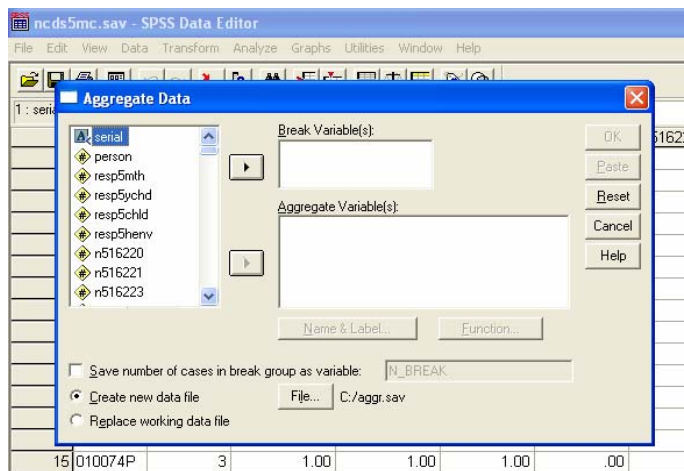 ncds5mc.sav - SPSS Data Editor
File Edit View Data Transform Analyze Graphs Utilities Window Help
Aggregate Data
1 : seria
serial
person
resp5mth
resp5ychd
resp5chld
resp5henv
n516220
n516221
n516223
Break Variable(s):
Aggregate Variable(s):
OK
Paste
Reset
Cancel
Help
Name & Label...
Function...
Save number of cases in break group as variable: N_BREAK
Create new data file File... C:/aggr.sav
Replace working data file
15 010074P 3 1.00 1.00 1.00 .00